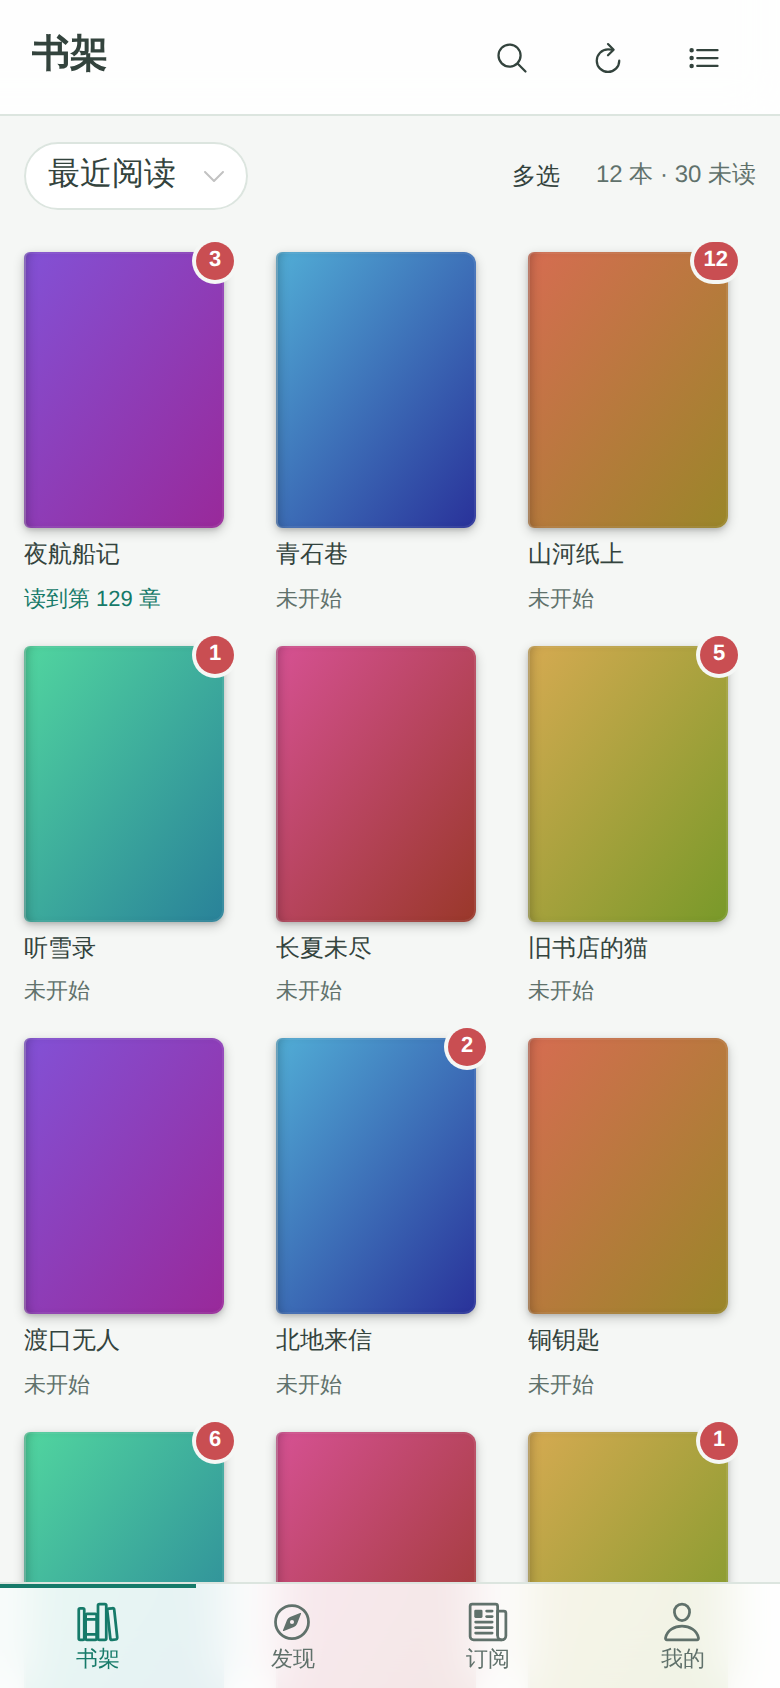 书架
最近阅读
多选 12 本 · 30 未读
3
12
夜航船记
青石巷
山河纸上
读到第 129 章
未开始
未开始
1
5
听雪录
长夏未尽
旧书店的猫
未开始
未开始
未开始
2
渡口无人
北地来信
铜钥匙
未开始
未开始
未开始
6
1
书架
发现
订阅
我的